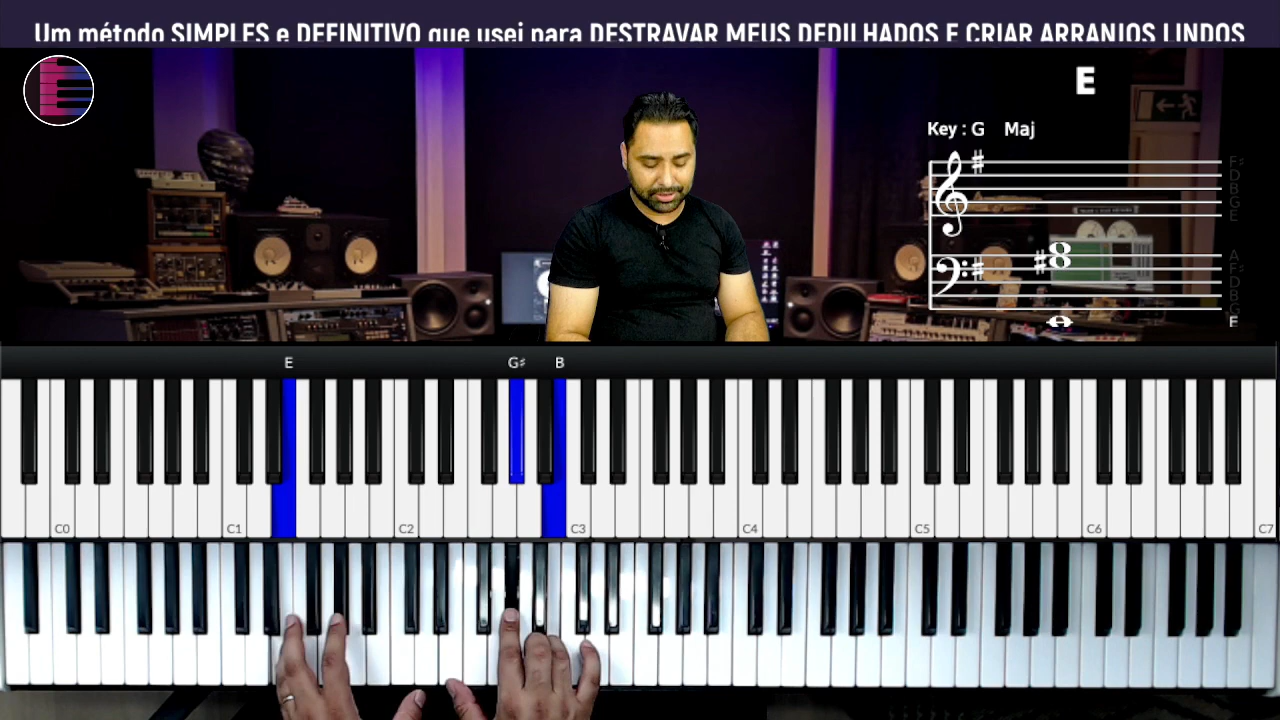 Um método SIMPLES e DEFINITIVO que usei para DESTRAVAR MEUS DEDILHADOS E CRIAR ARRANJOS LINDOS
E
E
Key : G Maj
F♯
D
B
G
E
A
F♯
D
B
G
E
E G♯ B
C0 C1 C2 C3 C4 C5 C6 C7